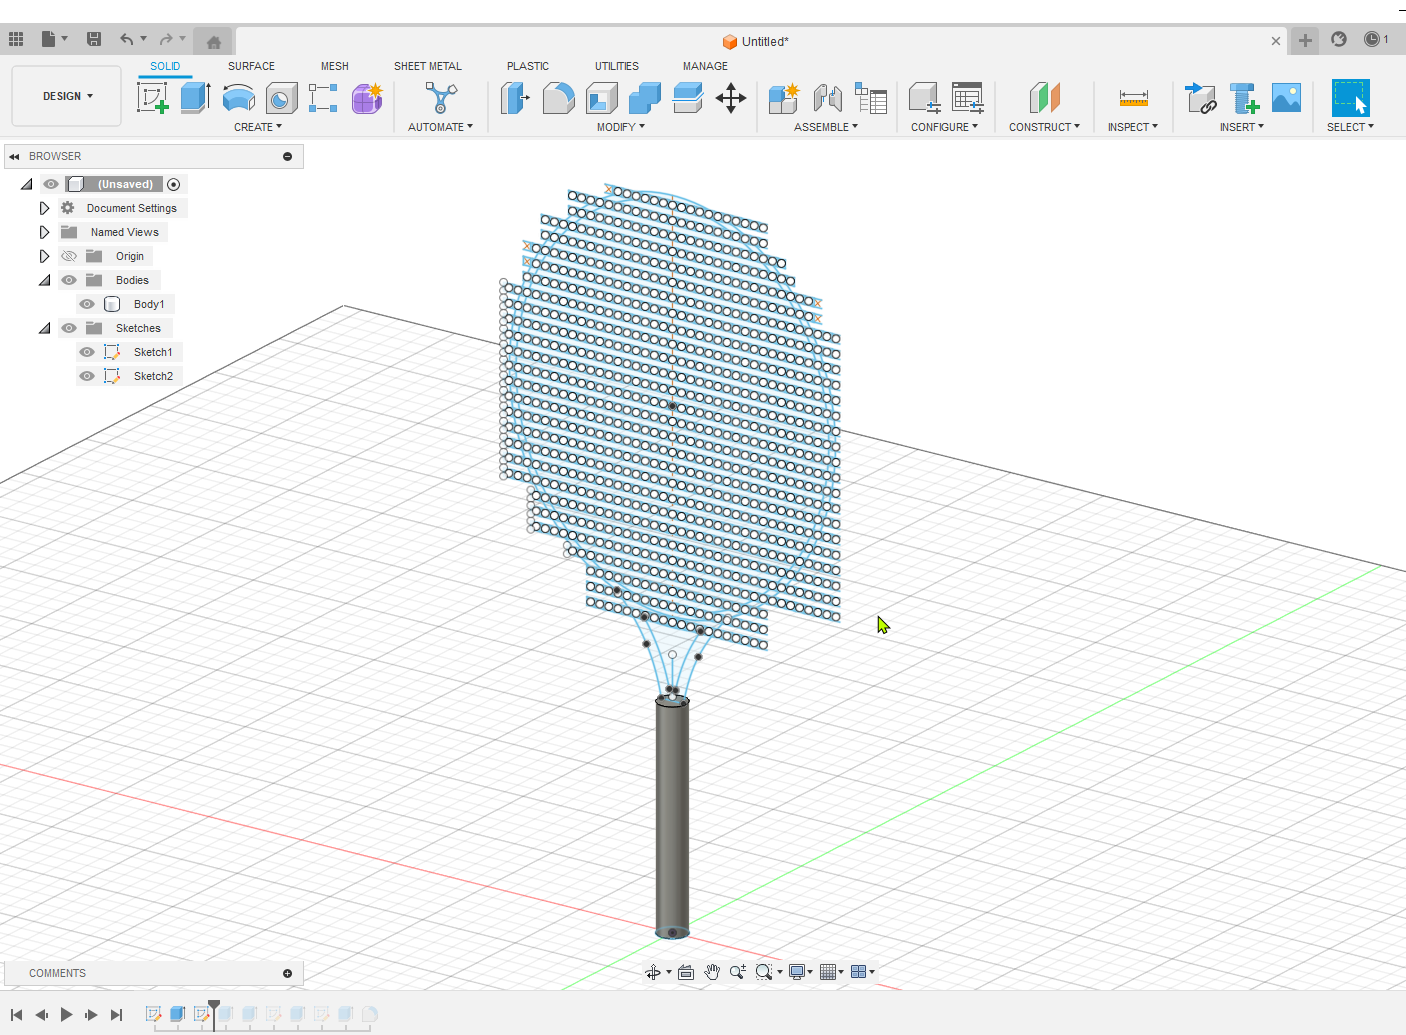 Untitled*
1
SOLID SURFACE MESH SHEET METAL PLASTIC UTILITIES MANAGE
DESIGN
CREATE AUTOMATE MODIFY ASSEMBLE CONFIGURE CONSTRUCT INSPECT INSERT SELECT
BROWSER
(Unsaved)
Document Settings
Named Views
Origin
Bodies
Body1
Sketches
Sketch1
Sketch2
COMMENTS